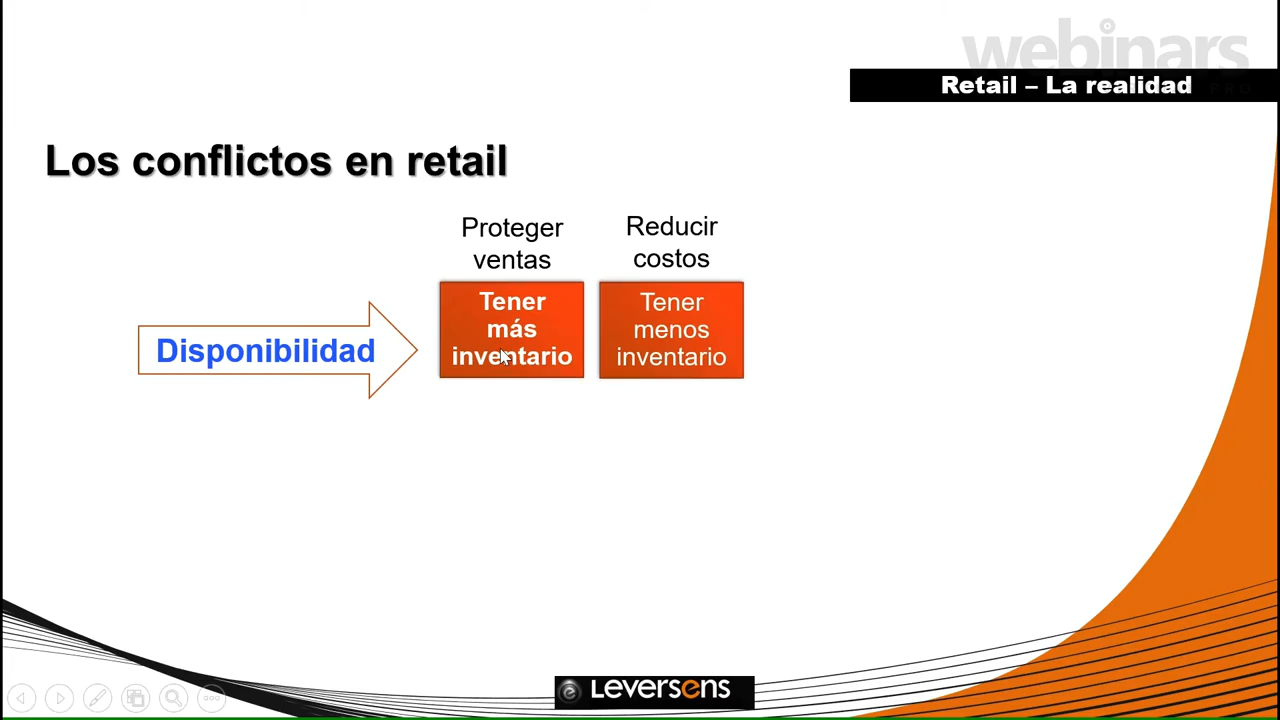 webinars
PRO
Retail – La realidad
Los conflictos en retail
Proteger
ventas
Reducir
costos
Tener
más
inventario
Tener
menos
inventario
Disponibilidad
e Leversens